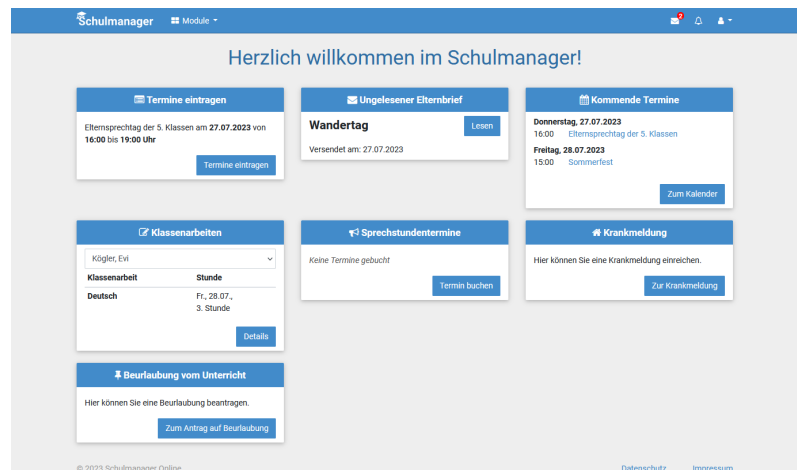 Schulmanager Module 2
Herzlich willkommen im Schulmanager!
Termine eintragen
Elternsprechtag der 5. Klassen am 27.07.2023 von
16:00 bis 19:00 Uhr
Termine eintragen
Ungelesener Elternbrief
Wandertag
Lesen
Versendet am: 27.07.2023
Kommende Termine
Donnerstag, 27.07.2023
16:00 Elternsprechtag der 5. Klassen
Freitag, 28.07.2023
15:00 Sommerfest
Zum Kalender
Klassenarbeiten
Kögler, Evi
Klassenarbeit Stunde
Deutsch Fr., 28.07.,
3. Stunde
Details
Sprechstundentermine
Keine Termine gebucht
Termin buchen
Krankmeldung
Hier können Sie eine Krankmeldung einreichen.
Zur Krankmeldung
Beurlaubung vom Unterricht
Hier können Sie eine Beurlaubung beantragen.
Zum Antrag auf Beurlaubung
© 2023 Schulmanager Online Datenschutz Impressum